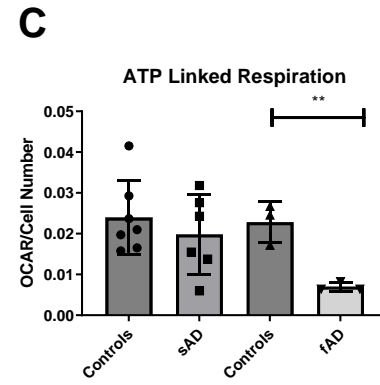 C
ATP Linked Respiration
**
OCAR/Cell Number
0.05
0.04
0.03
0.02
0.01
0.00
Controls
sAD
Controls
fAD